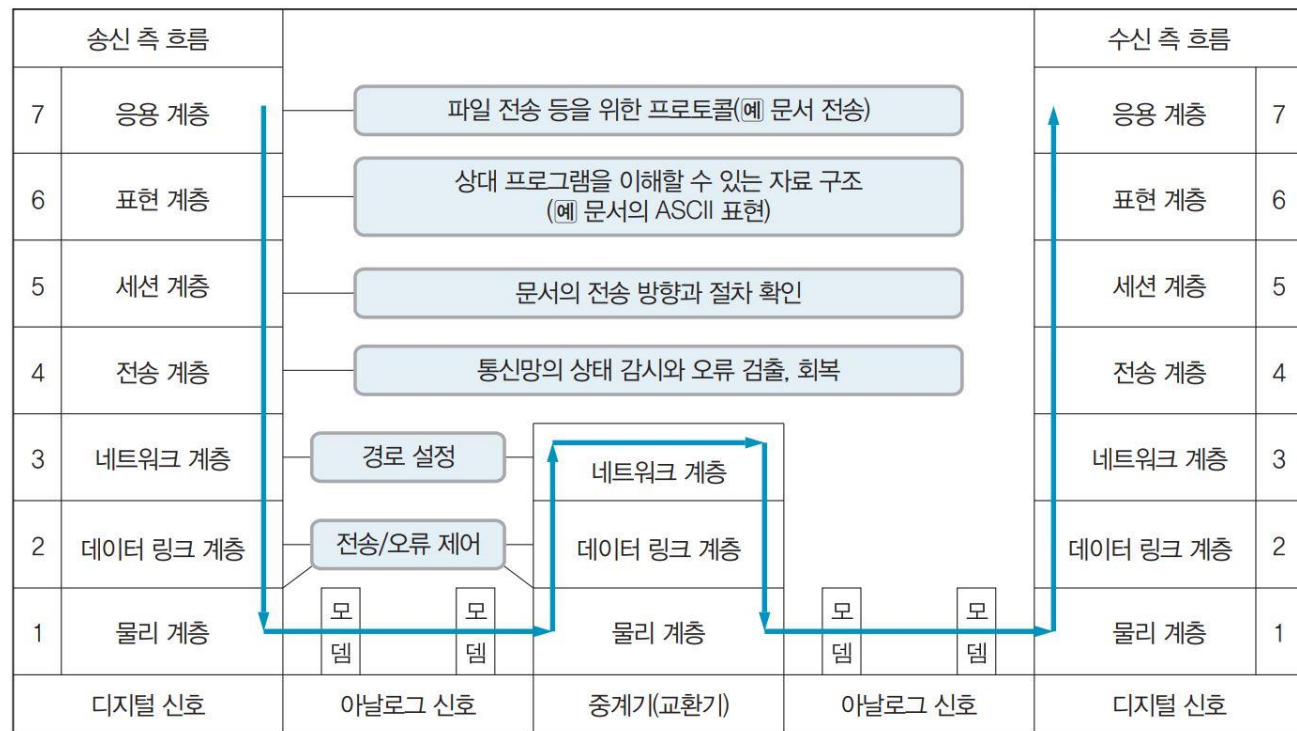 송신 측 흐름
수신 측 흐름
7 응용 계층
파일 전송 등을 위한 프로토콜(예 문서 전송)
응용 계층 7
6 표현 계층
상대 프로그램을 이해할 수 있는 자료 구조
(예 문서의 ASCII 표현)
표현 계층 6
5 세션 계층
문서의 전송 방향과 절차 확인
세션 계층 5
4 전송 계층
통신망의 상태 감시와 오류 검출, 회복
전송 계층 4
3 네트워크 계층
경로 설정
네트워크 계층
네트워크 계층 3
2 데이터 링크 계층
전송/오류 제어
데이터 링크 계층
데이터 링크 계층 2
1 물리 계층
모뎀
모뎀
물리 계층
모뎀
모뎀
물리 계층 1
디지털 신호
아날로그 신호
중계기(교환기)
아날로그 신호
디지털 신호